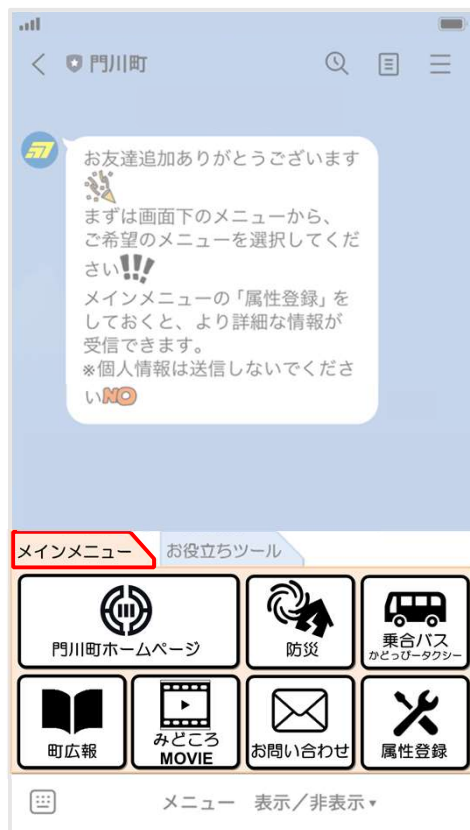 門川町
お友達追加ありがとうございます
まずは画面下のメニューから、
ご希望のメニューを選択してくだ
さい!!!
メインメニューの「属性登録」を
しておくと、より詳細な情報が
受信できます。
※個人情報は送信しないでくださ
いNO
メインメニュー お役立ちツール
門川町ホームページ
防災
乗合バス
かどっぴータクシー
町広報
みどころ
MOVIE
お問い合わせ
属性登録
メニュー 表示/非表示▾